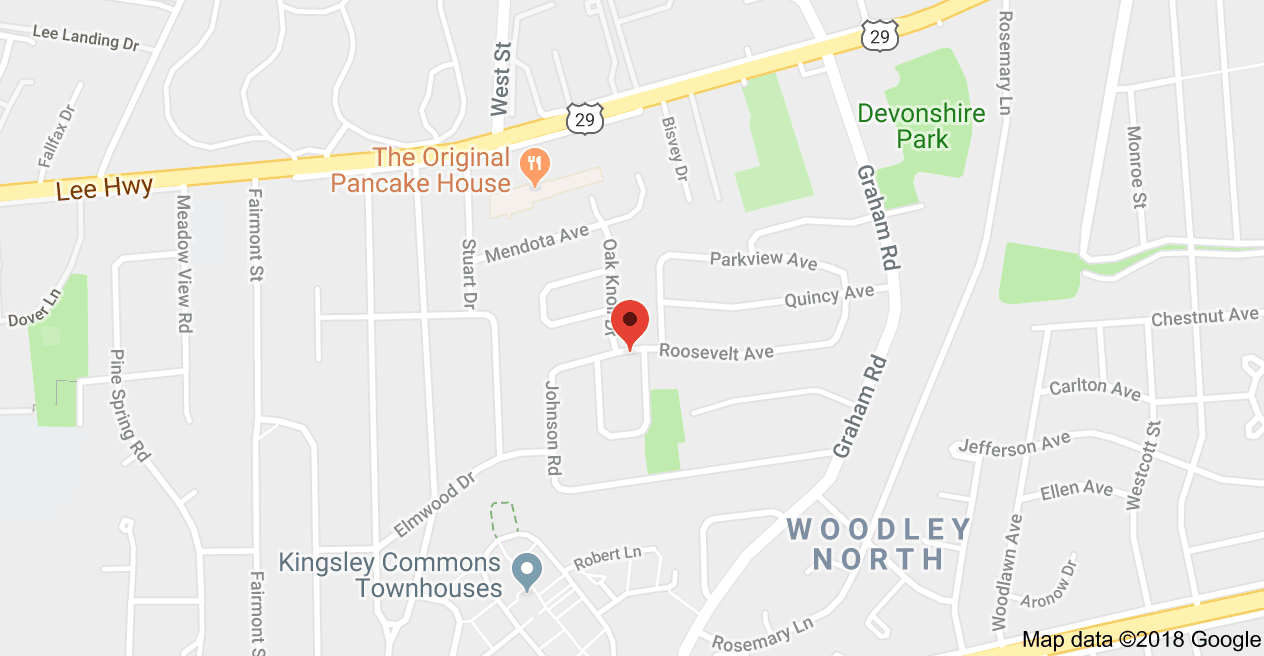 Lee Landing Dr
West St
29
Rosemary Ln
Fallfax Dr
29
Bisvey Dr
Devonshire
Park
Monroe St
The Original
Pancake House
Lee Hwy
Meadow View Rd
Fairmont St
Graham Rd
Stuart Dr
Mendota Ave
Oak Knoll Dr
Parkview Ave
Quincy Ave
Dover Ln
Chestnut Ave
Roosevelt Ave
Pine Spring Rd
Johnson Rd
Graham Rd
Carlton Ave
Jefferson Ave
Westcott St
Elmwood Dr
Ellen Ave
WOODLEY
NORTH
Woodlawn Ave
Kingsley Commons
Townhouses
Robert Ln
Fairmont S
Aronow Dr
Rosemary Ln
Map data ©2018 Google